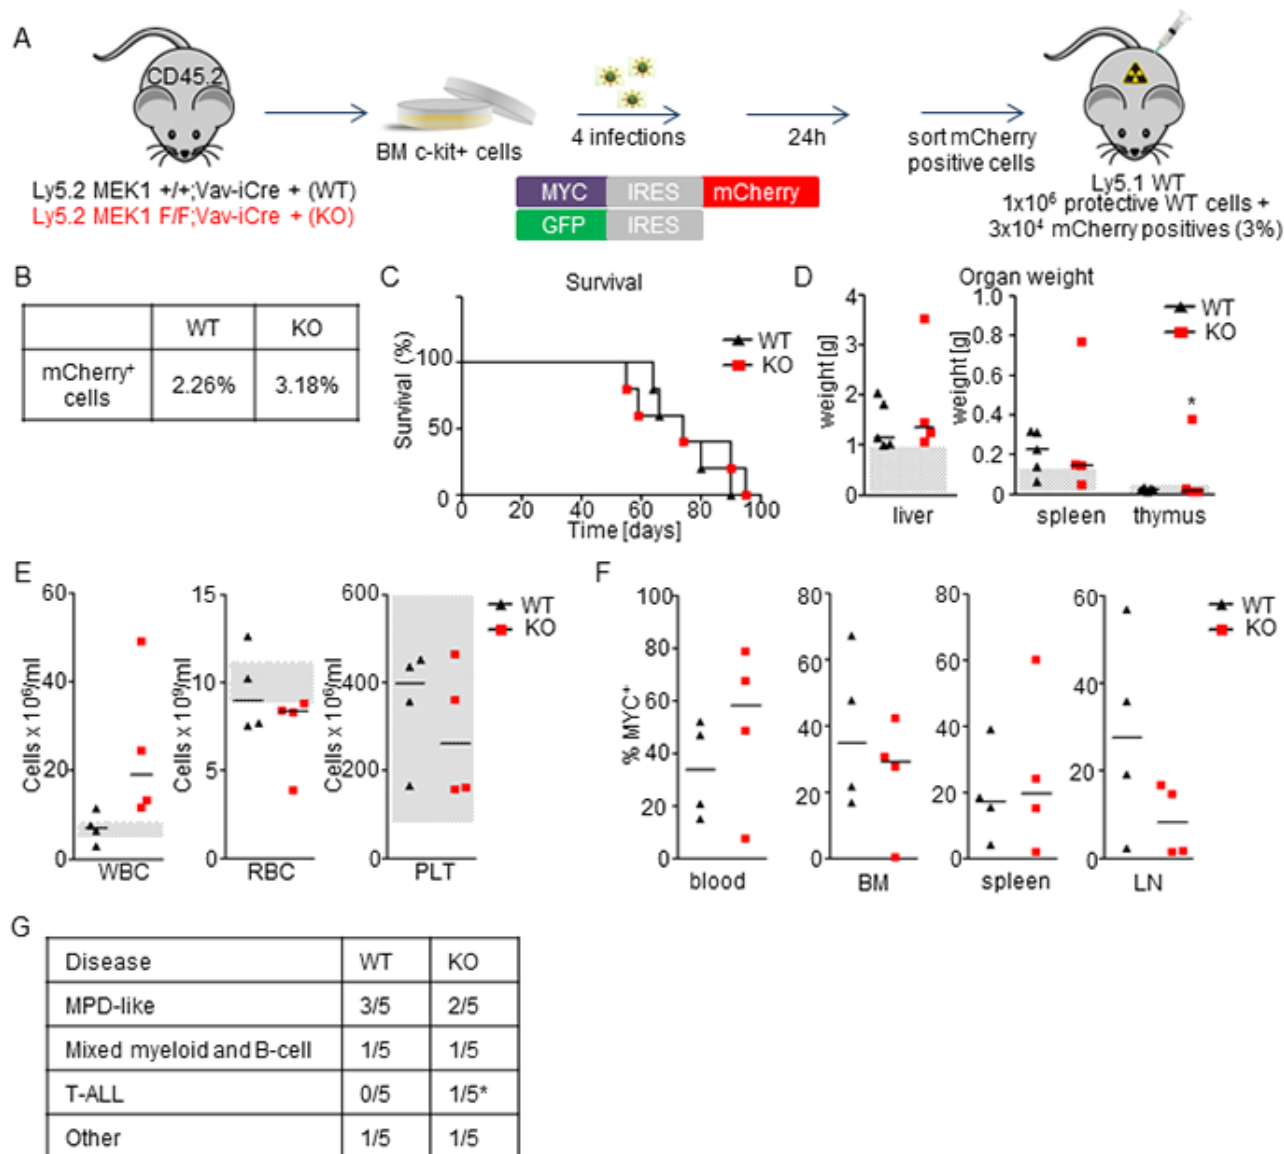 A
CD45.2
BM c-kit+ cells
4 infections
24h
sort mCherry
positive cells
Ly5.2 MEK1 +/+;Vav-iCre + (WT)
Ly5.2 MEK1 F/F;Vav-iCre + (KO)
MYC IRES mCherry
GFP IRES
Ly5.1 WT
1x10⁶ protective WT cells +
3x10⁴ mCherry positives (3%)
B
WT KO
mCherry⁺
cells
2.26% 3.18%
C
Survival
Survival (%)
100
50
0
0 20 40 60 80 100
Time [days]
WT
KO
D
Organ weight
weight [g]
4
3
2
1
0
liver
weight [g]
1.0
0.8
0.6
0.4
0.2
0
*
spleen thymus
WT
KO
E
Cells x 10⁶/ml
60
40
20
0
WBC
Cells x 10⁹/ml
15
10
5
0
RBC
Cells x 10⁶/ml
600
400
200
0
PLT
WT
KO
F
% MYC⁺
100
80
60
40
20
0
blood
80
60
40
20
0
BM
80
60
40
20
0
spleen
60
40
20
0
LN
WT
KO
G
Disease WT KO
MPD-like 3/5 2/5
Mixed myeloid and B-cell 1/5 1/5
T-ALL 0/5 1/5*
Other 1/5 1/5